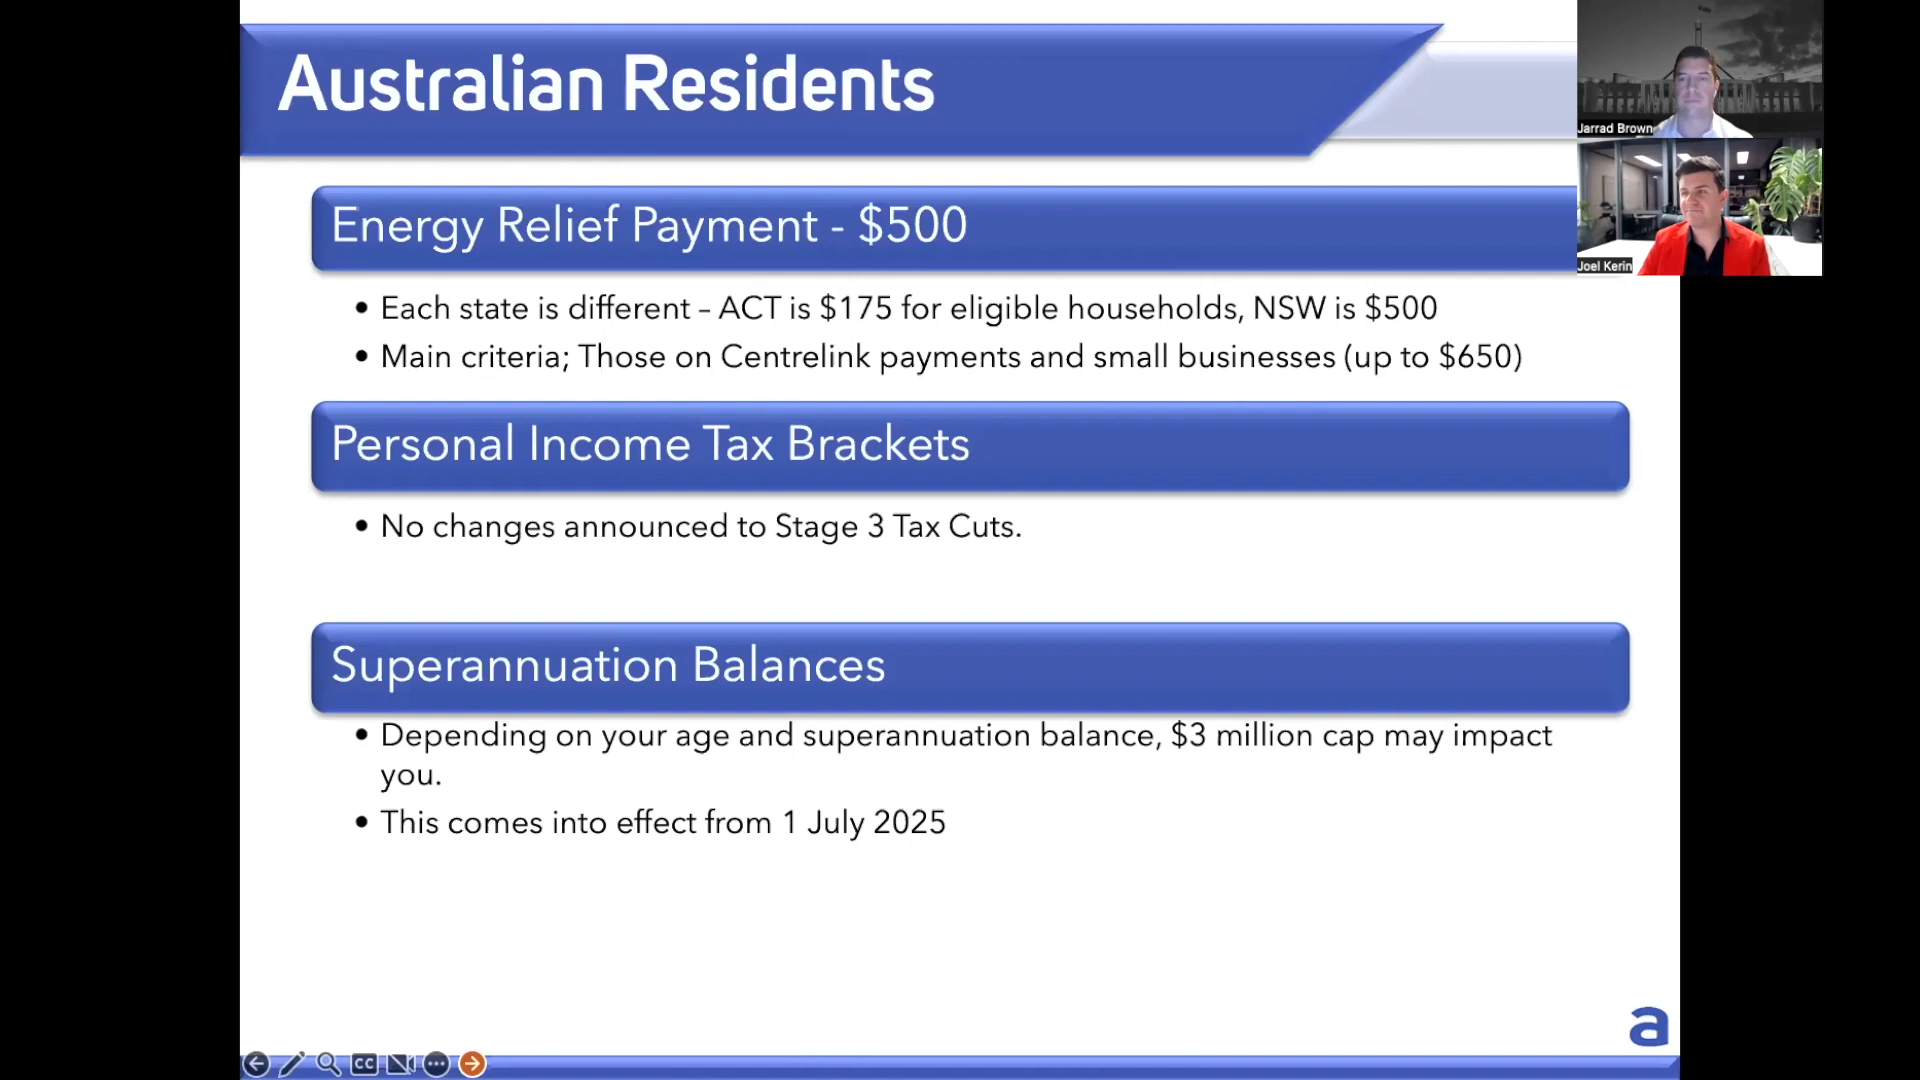 Australian Residents
Jarrad Brown
Joel Kerin
Energy Relief Payment - $500
• Each state is different – ACT is $175 for eligible households, NSW is $500
• Main criteria; Those on Centrelink payments and small businesses (up to $650)
Personal Income Tax Brackets
• No changes announced to Stage 3 Tax Cuts.
Superannuation Balances
• Depending on your age and superannuation balance, $3 million cap may impact
you.
• This comes into effect from 1 July 2025
a
CC